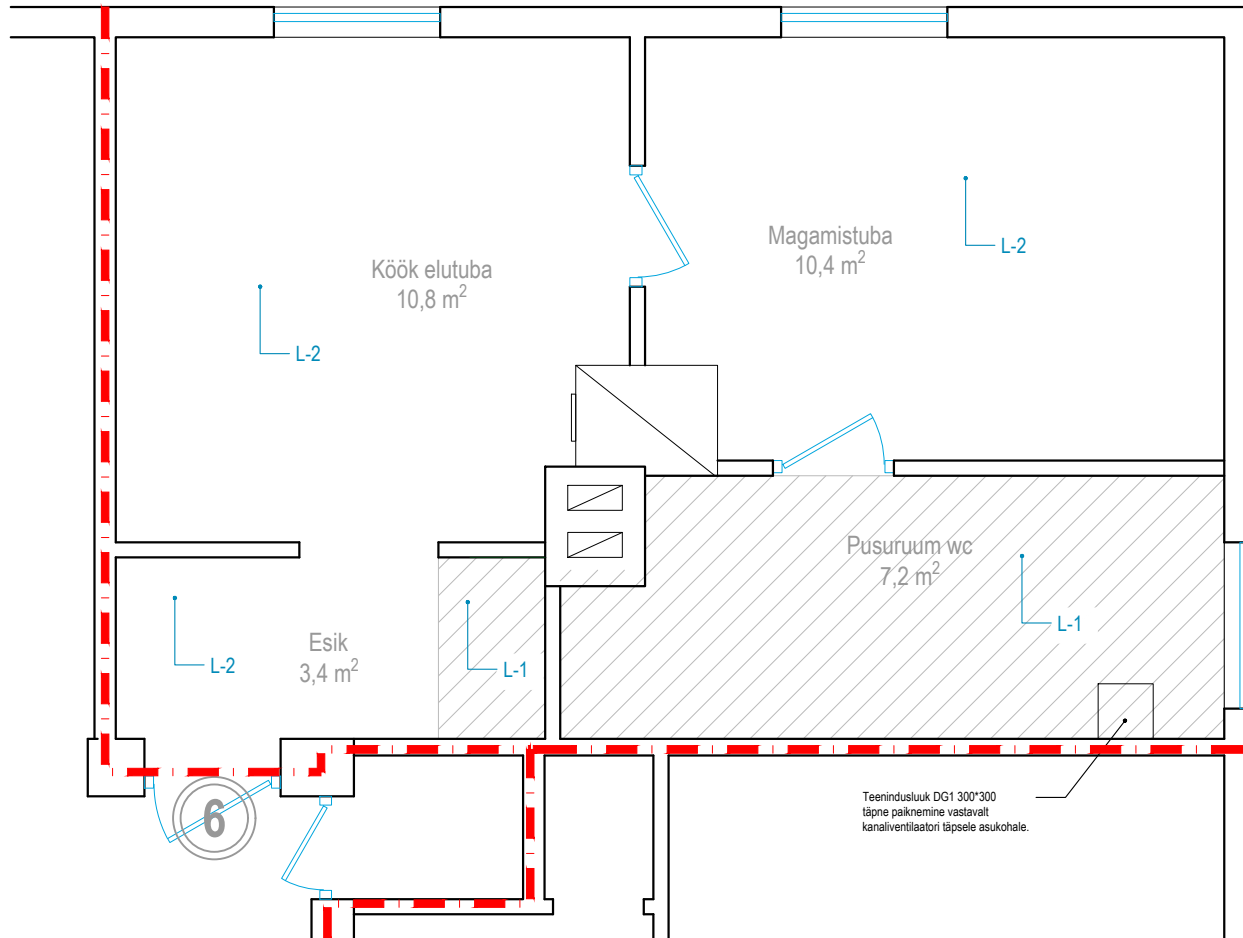 Köök elutuba
10,8 m²
L-2
Magamistuba
10,4 m²
L-2
Pusuruum wc
7,2 m²
L-1
Esik
3,4 m²
L-2
L-1
6
Teenindusluuk DG1 300*300
täpne paiknemine vastavalt
kanaliventilaatori täpsele asukohale.